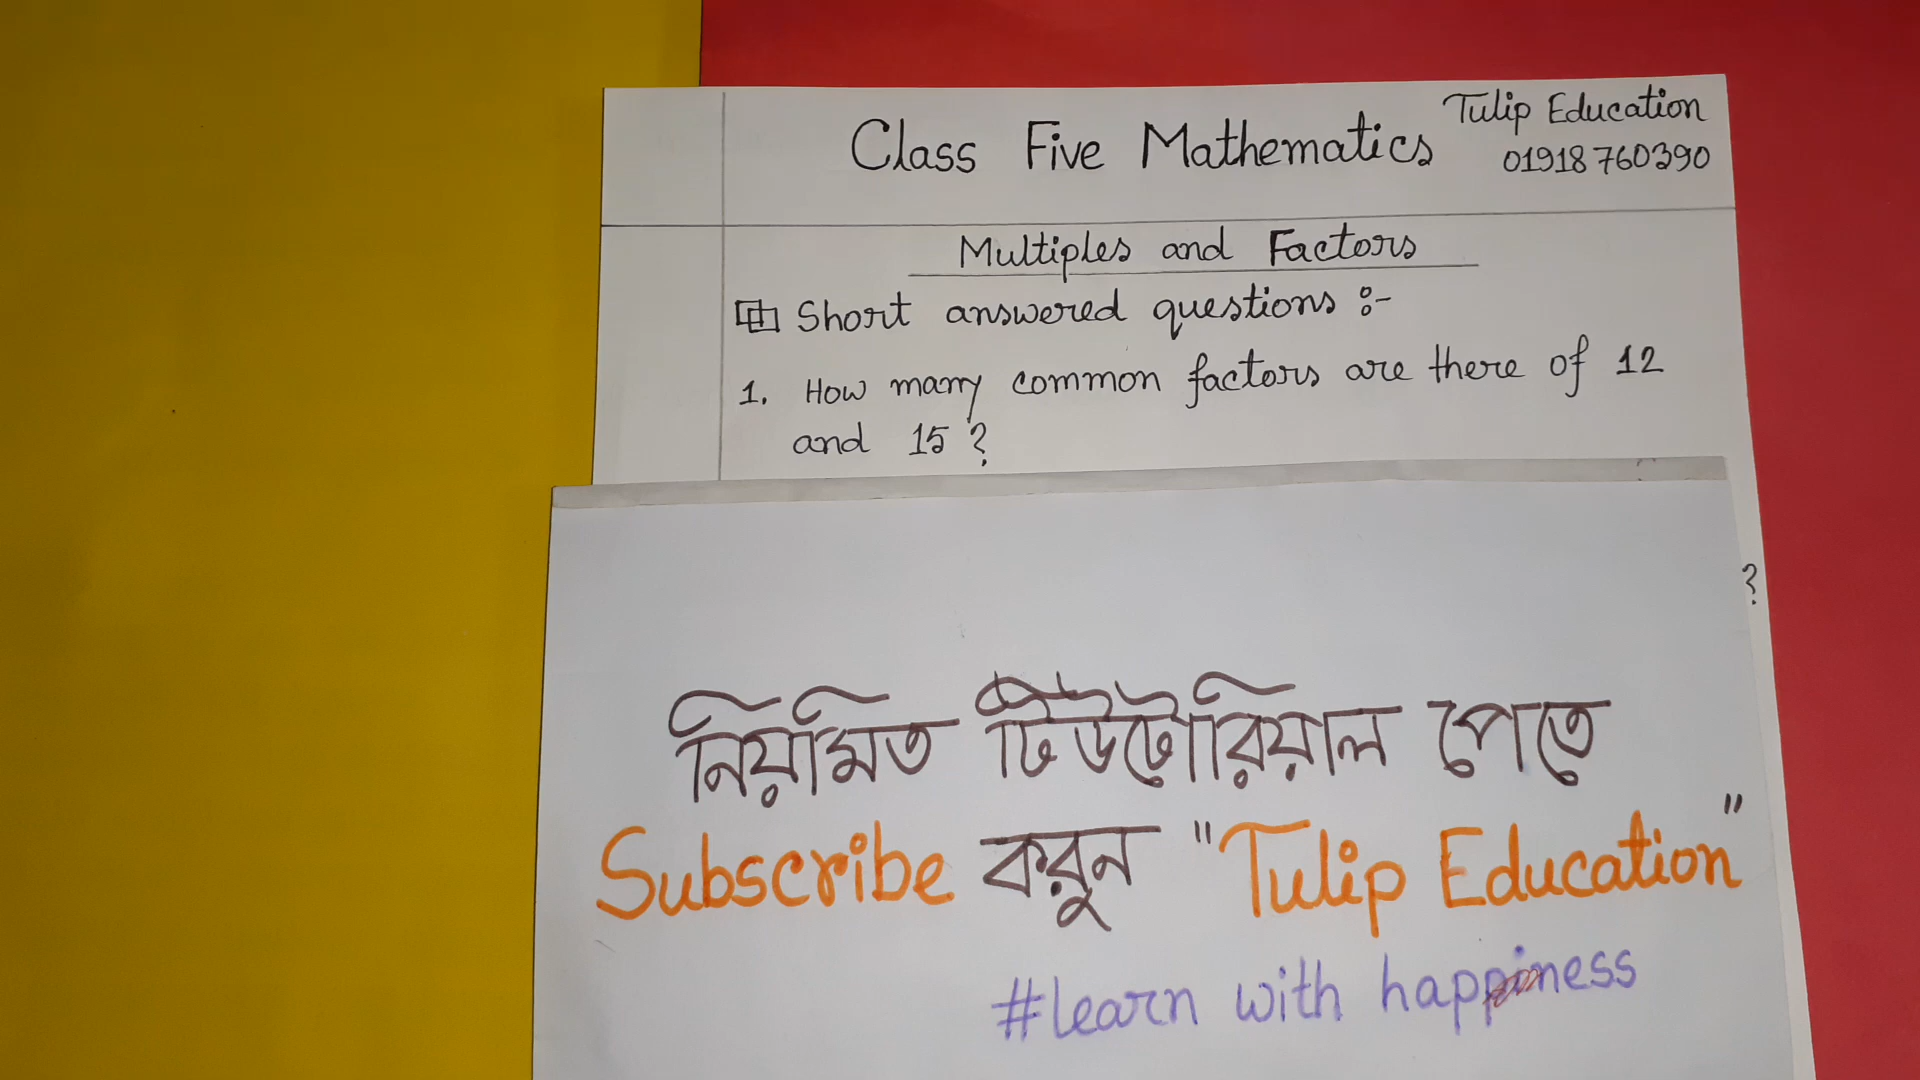 Class Five Mathematics
Tulip Education
01918760390
Multiples and Factors
Short answered questions :-
1. How many common factors are there of 12
and 15 ?
?
নিয়মিত টিউটোরিয়াল পেতে
Subscribe করুন "Tulip Education"
#learn with happiness